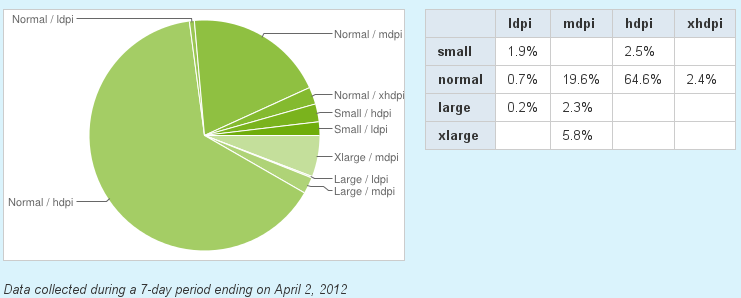 Normal / ldpi
Normal / mdpi
Normal / xhdpi
Small / hdpi
Small / ldpi
Xlarge / mdpi
Large / ldpi
Large / mdpi
Normal / hdpi
ldpi mdpi hdpi xhdpi
small 1.9% 2.5%
normal 0.7% 19.6% 64.6% 2.4%
large 0.2% 2.3%
xlarge 5.8%
Data collected during a 7-day period ending on April 2, 2012